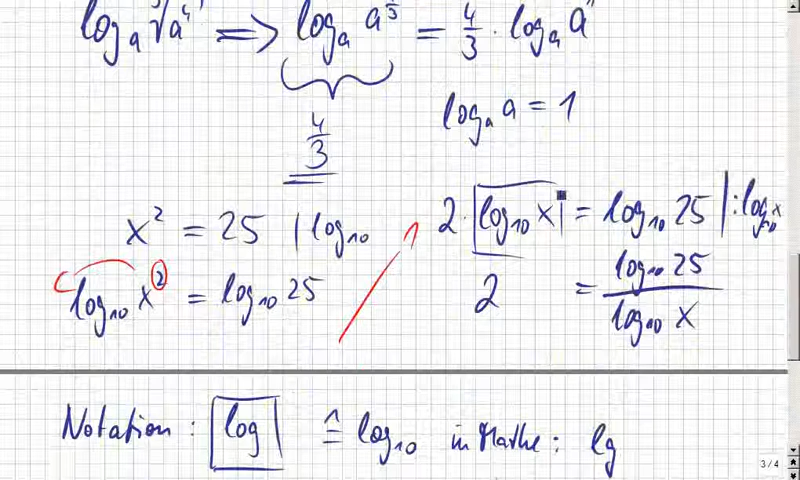 log_a ∛a⁴ ⟹ log_a a^(4/3) = 4/3 · log_a a
log_a a = 1
4/3
x² = 25 | log₁₀
2 · log₁₀ x = log₁₀ 25 | : log₁₀ x
log₁₀ x² = log₁₀ 25
2 = log₁₀ 25 / log₁₀ x
Notation : log ≙ log₁₀ in Mathe : lg
3 / 4